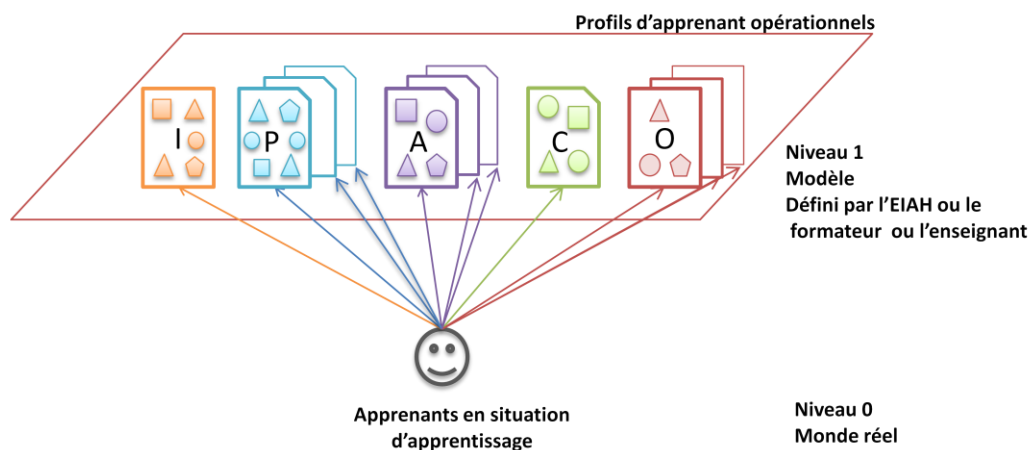 Profils d'apprenant opérationnels
I
P
A
C
O
Niveau 1
Modèle
Défini par l'EIAH ou le
formateur ou l'enseignant
Apprenants en situation
d'apprentissage
Niveau 0
Monde réel